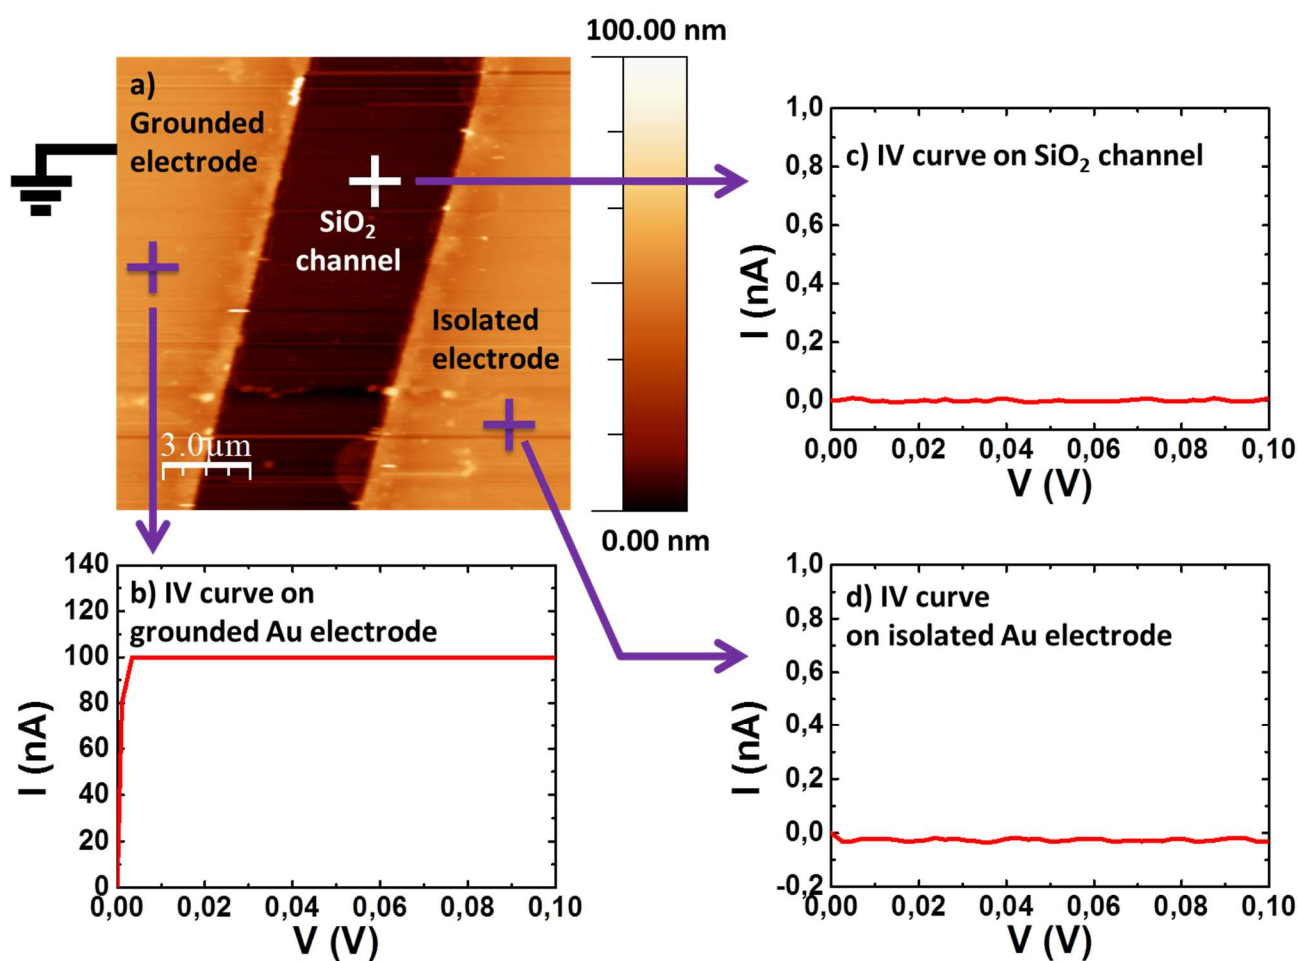 100.00 nm
a)
Grounded
electrode
SiO₂
channel
Isolated
electrode
3.0µm
0.00 nm
1,0
0,8
0,6
0,4
0,2
0,0
I (nA)
c) IV curve on SiO₂ channel
0,00 0,02 0,04 0,06 0,08 0,10
V (V)
140
120
100
80
60
40
20
0
I (nA)
b) IV curve on
grounded Au electrode
0,00 0,02 0,04 0,06 0,08 0,10
V (V)
1,0
0,8
0,6
0,4
0,2
0,0
-0,2
I (nA)
d) IV curve
on isolated Au electrode
0,00 0,02 0,04 0,06 0,08 0,10
V (V)